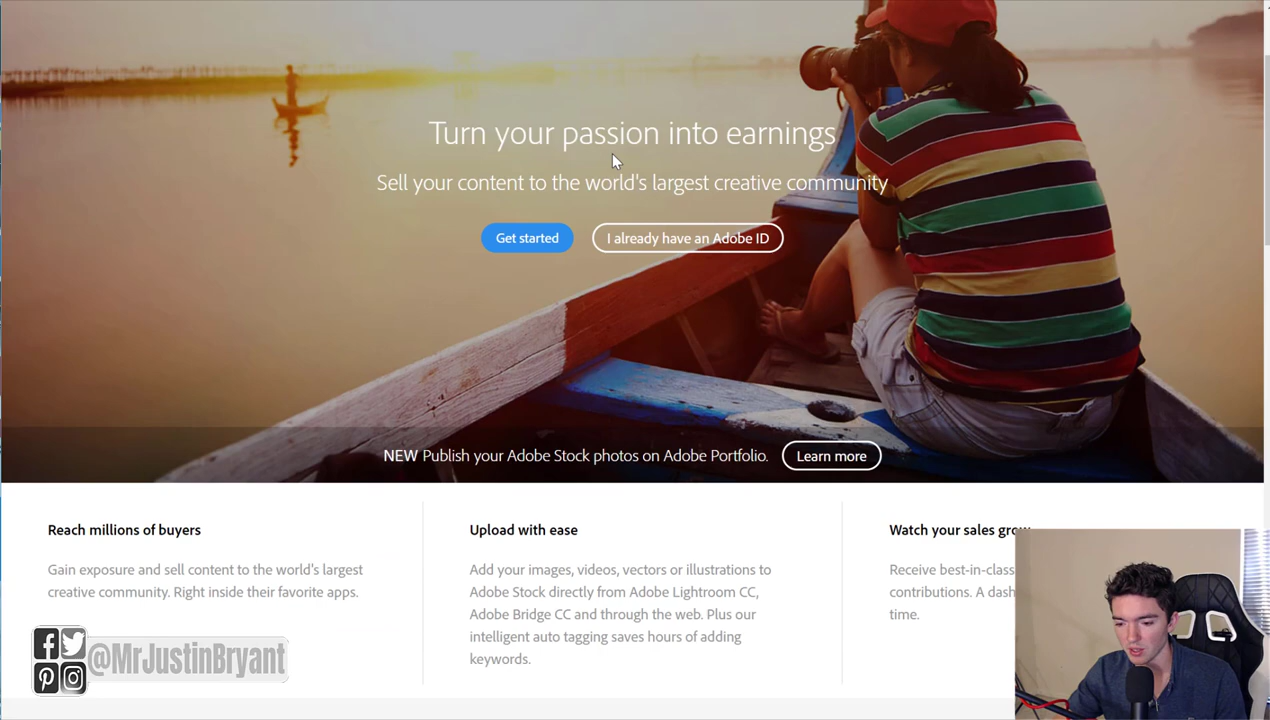 Turn your passion into earnings
Sell your content to the world's largest creative community
Get started
I already have an Adobe ID
NEW Publish your Adobe Stock photos on Adobe Portfolio.
Learn more
Reach millions of buyers
Gain exposure and sell content to the world's largest
creative community. Right inside their favorite apps.
Upload with ease
Add your images, videos, vectors or illustrations to
Adobe Stock directly from Adobe Lightroom CC,
Adobe Bridge CC and through the web. Plus our
intelligent auto tagging saves hours of adding
keywords.
Watch your sales grow
Receive best-in-class
contributions. A dash
time.
@MrJustinBryant